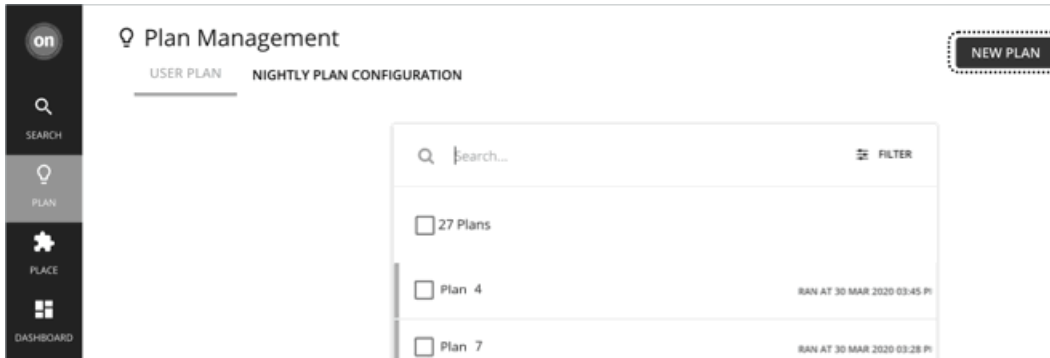 on
Plan Management
NEW PLAN
USER PLAN NIGHTLY PLAN CONFIGURATION
SEARCH
Search... FILTER
PLAN
27 Plans
PLACE
Plan 4 RAN AT 30 MAR 2020 03:45
DASHBOARD
Plan 7 RAN AT 30 MAR 2020 03:28